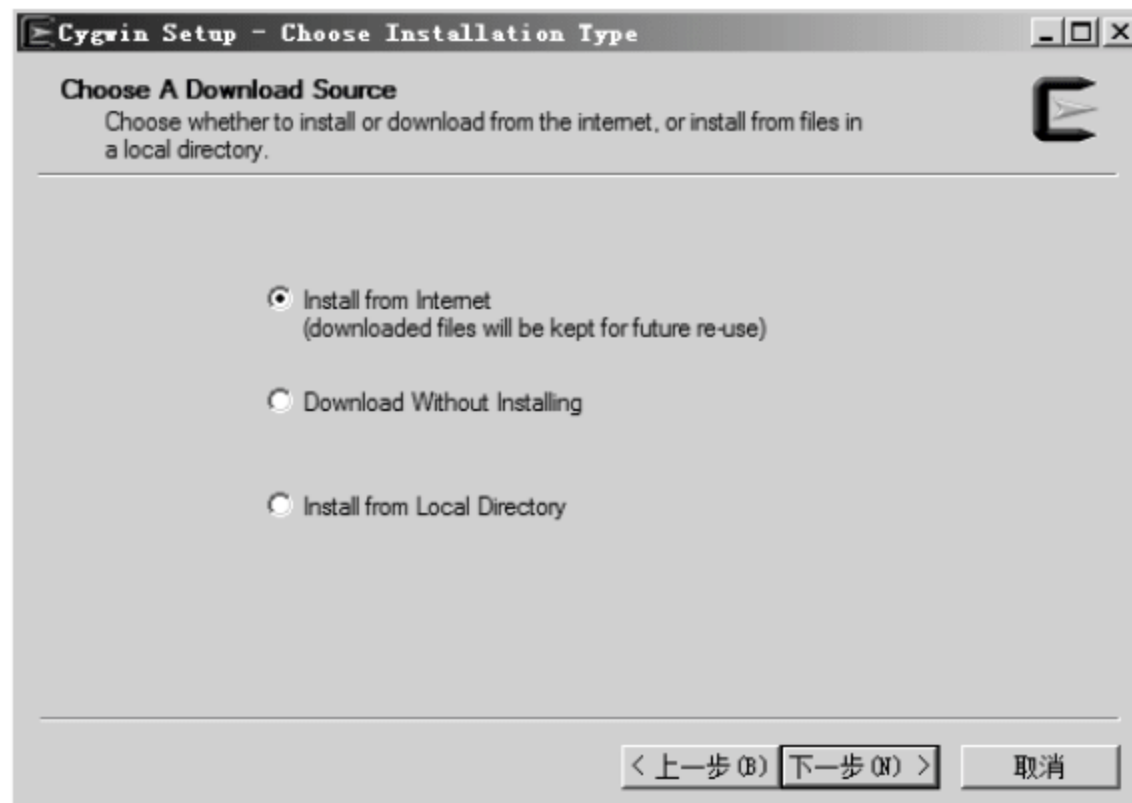 Cygwin Setup - Choose Installation Type
Choose A Download Source
Choose whether to install or download from the internet, or install from files in
a local directory.
Install from Internet
(downloaded files will be kept for future re-use)
Download Without Installing
Install from Local Directory
< 上一步(B) 下一步(N) > 取消